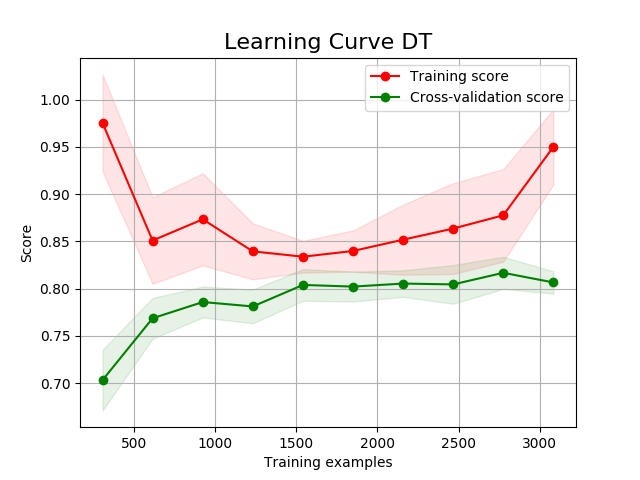 Learning Curve DT
Training score
Cross-validation score
1.00
0.95
0.90
0.85
0.80
0.75
0.70
Score
500 1000 1500 2000 2500 3000
Training examples